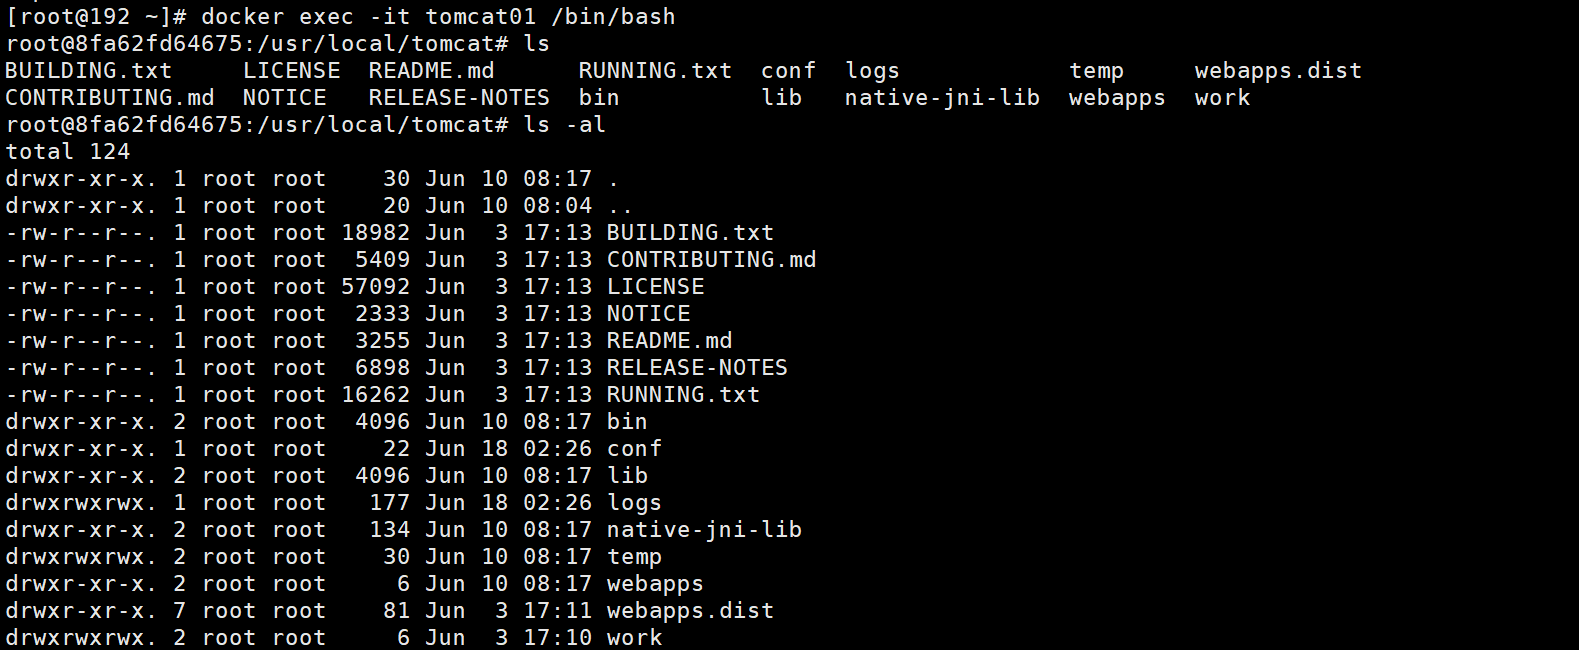 [root@192 ~]# docker exec -it tomcat01 /bin/bash
root@8fa62fd64675:/usr/local/tomcat# ls
BUILDING.txt     LICENSE  README.md      RUNNING.txt  conf  logs            temp     webapps.dist
CONTRIBUTING.md  NOTICE   RELEASE-NOTES  bin          lib   native-jni-lib  webapps  work
root@8fa62fd64675:/usr/local/tomcat# ls -al
total 124
drwxr-xr-x. 1 root root    30 Jun 10 08:17 .
drwxr-xr-x. 1 root root    20 Jun 10 08:04 ..
-rw-r--r--. 1 root root 18982 Jun  3 17:13 BUILDING.txt
-rw-r--r--. 1 root root  5409 Jun  3 17:13 CONTRIBUTING.md
-rw-r--r--. 1 root root 57092 Jun  3 17:13 LICENSE
-rw-r--r--. 1 root root  2333 Jun  3 17:13 NOTICE
-rw-r--r--. 1 root root  3255 Jun  3 17:13 README.md
-rw-r--r--. 1 root root  6898 Jun  3 17:13 RELEASE-NOTES
-rw-r--r--. 1 root root 16262 Jun  3 17:13 RUNNING.txt
drwxr-xr-x. 2 root root  4096 Jun 10 08:17 bin
drwxr-xr-x. 1 root root    22 Jun 18 02:26 conf
drwxr-xr-x. 2 root root  4096 Jun 10 08:17 lib
drwxrwxrwx. 1 root root   177 Jun 18 02:26 logs
drwxr-xr-x. 2 root root   134 Jun 10 08:17 native-jni-lib
drwxrwxrwx. 2 root root    30 Jun 10 08:17 temp
drwxr-xr-x. 2 root root     6 Jun 10 08:17 webapps
drwxr-xr-x. 7 root root    81 Jun  3 17:11 webapps.dist
drwxrwxrwx. 2 root root     6 Jun  3 17:10 work